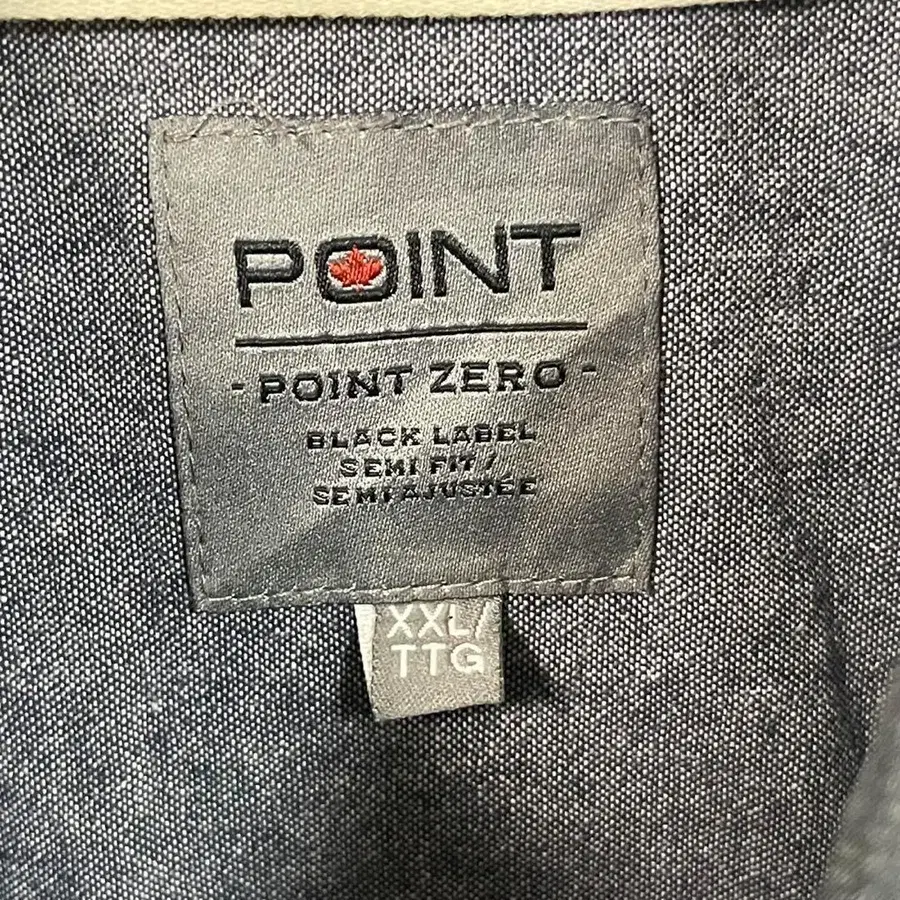 POINT
- POINT ZERO -
BLACK LABEL
SEMI FIT /
SEMI AJUSTÉE
XXL/
TTG